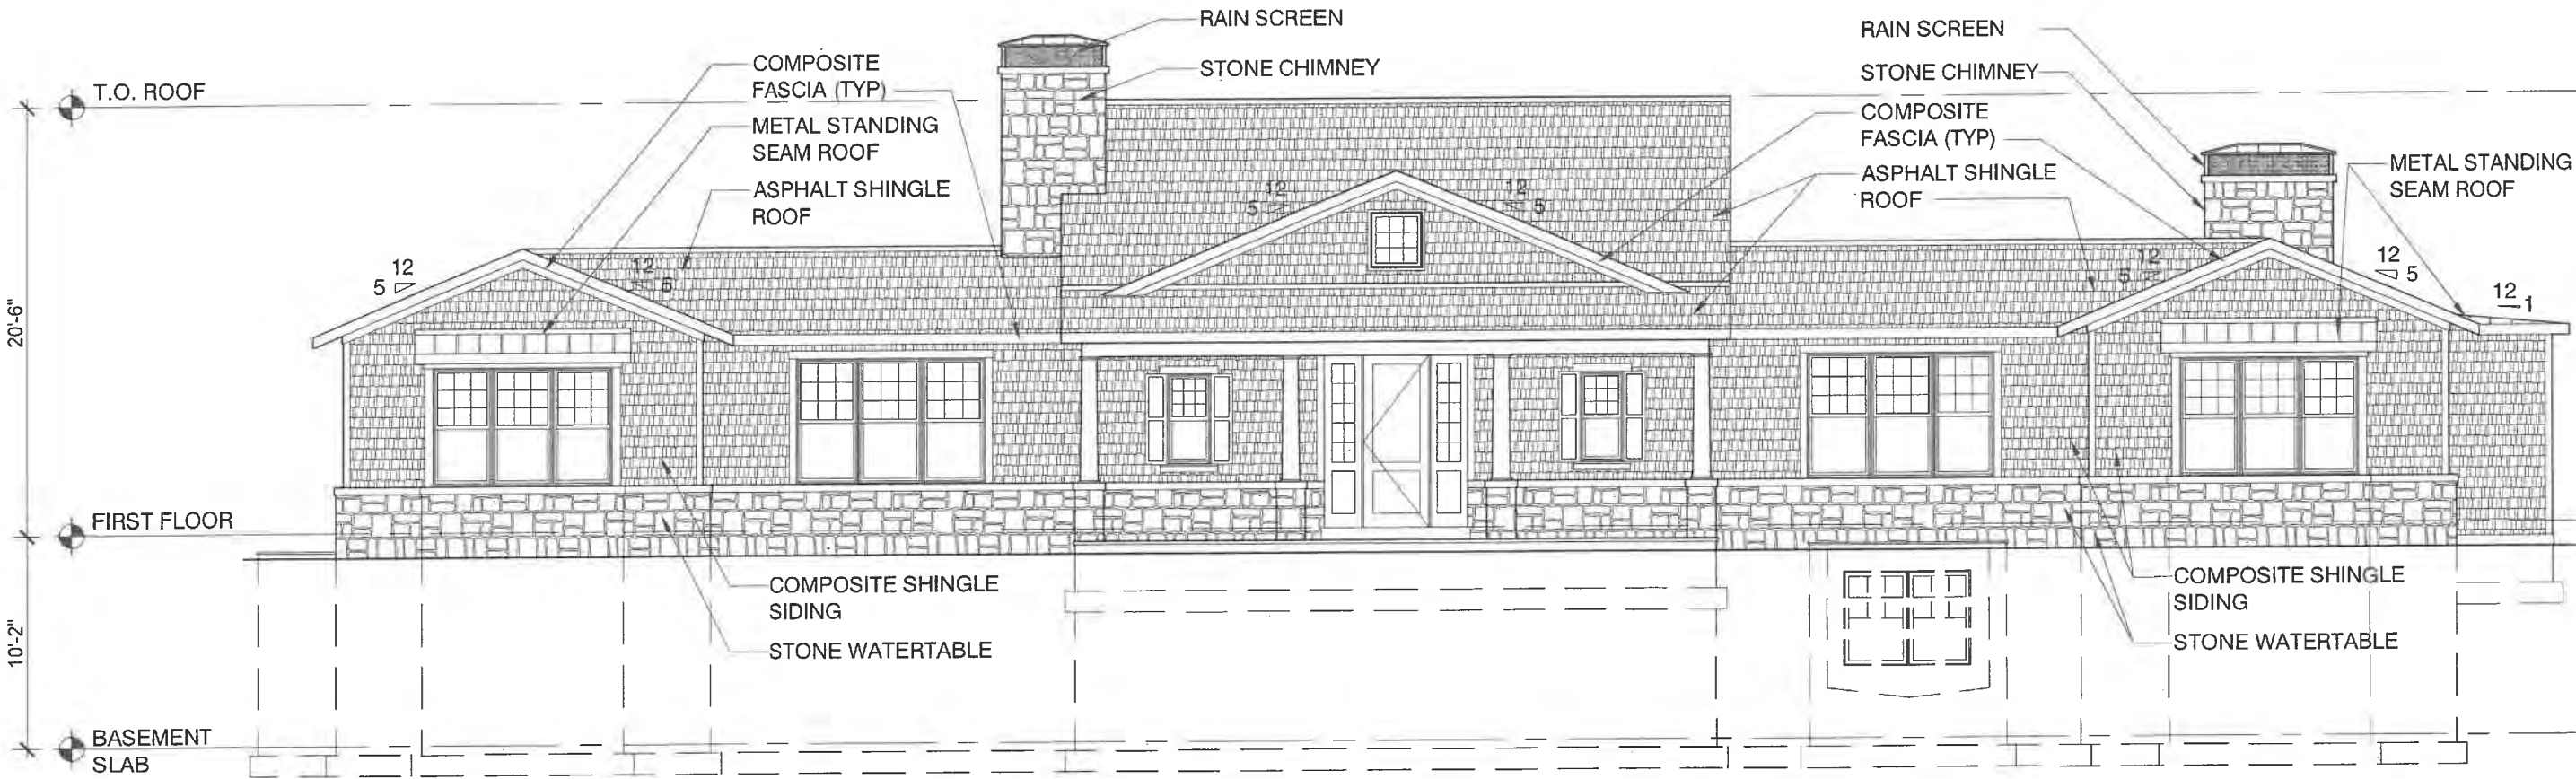 RAIN SCREEN
STONE CHIMNEY
COMPOSITE
FASCIA (TYP)
METAL STANDING
SEAM ROOF
ASPHALT SHINGLE
ROOF
T.O. ROOF
20'-6"
FIRST FLOOR
10'-2"
BASEMENT
SLAB
12
5
12
5
12
5
12
5
COMPOSITE SHINGLE
SIDING
STONE WATERTABLE
RAIN SCREEN
STONE CHIMNEY
COMPOSITE
FASCIA (TYP)
ASPHALT SHINGLE
ROOF
METAL STANDING
SEAM ROOF
12
5
12
5
12
1
COMPOSITE SHINGLE
SIDING
STONE WATERTABLE